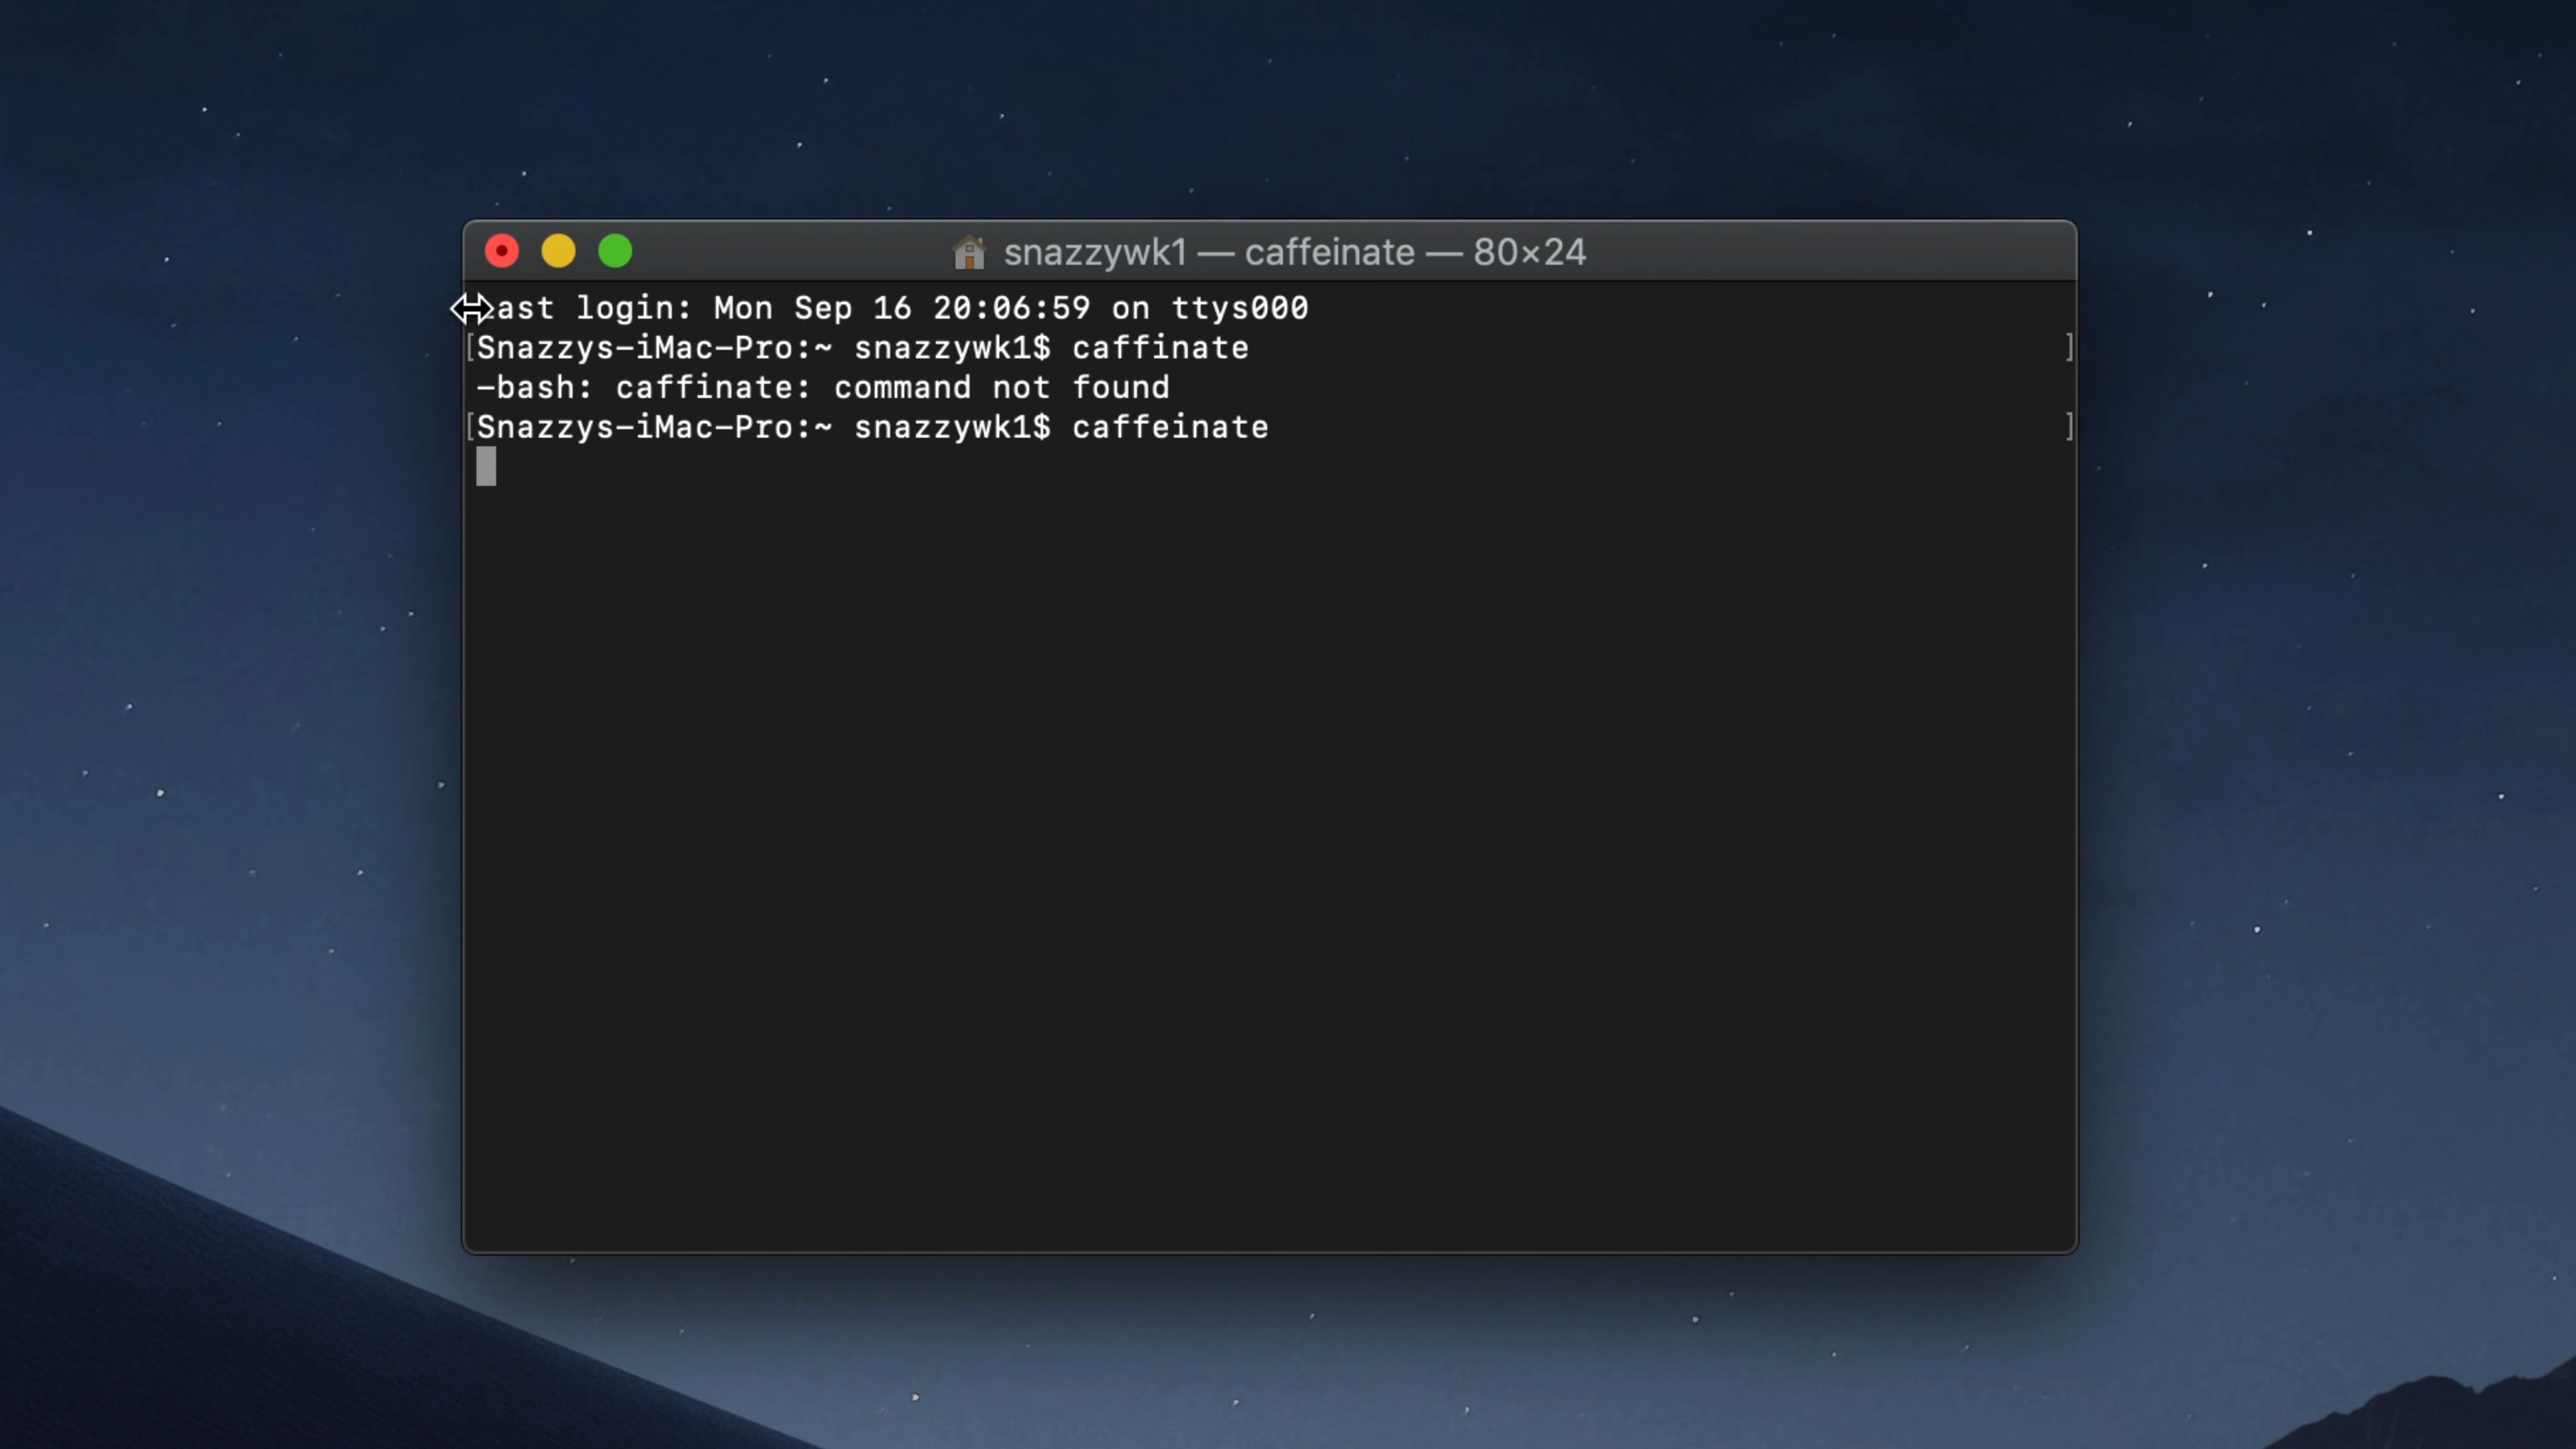 snazzywk1 — caffeinate — 80×24
Last login: Mon Sep 16 20:06:59 on ttys000
[Snazzys-iMac-Pro:~ snazzywk1$ caffinate ]
-bash: caffinate: command not found
[Snazzys-iMac-Pro:~ snazzywk1$ caffeinate ]